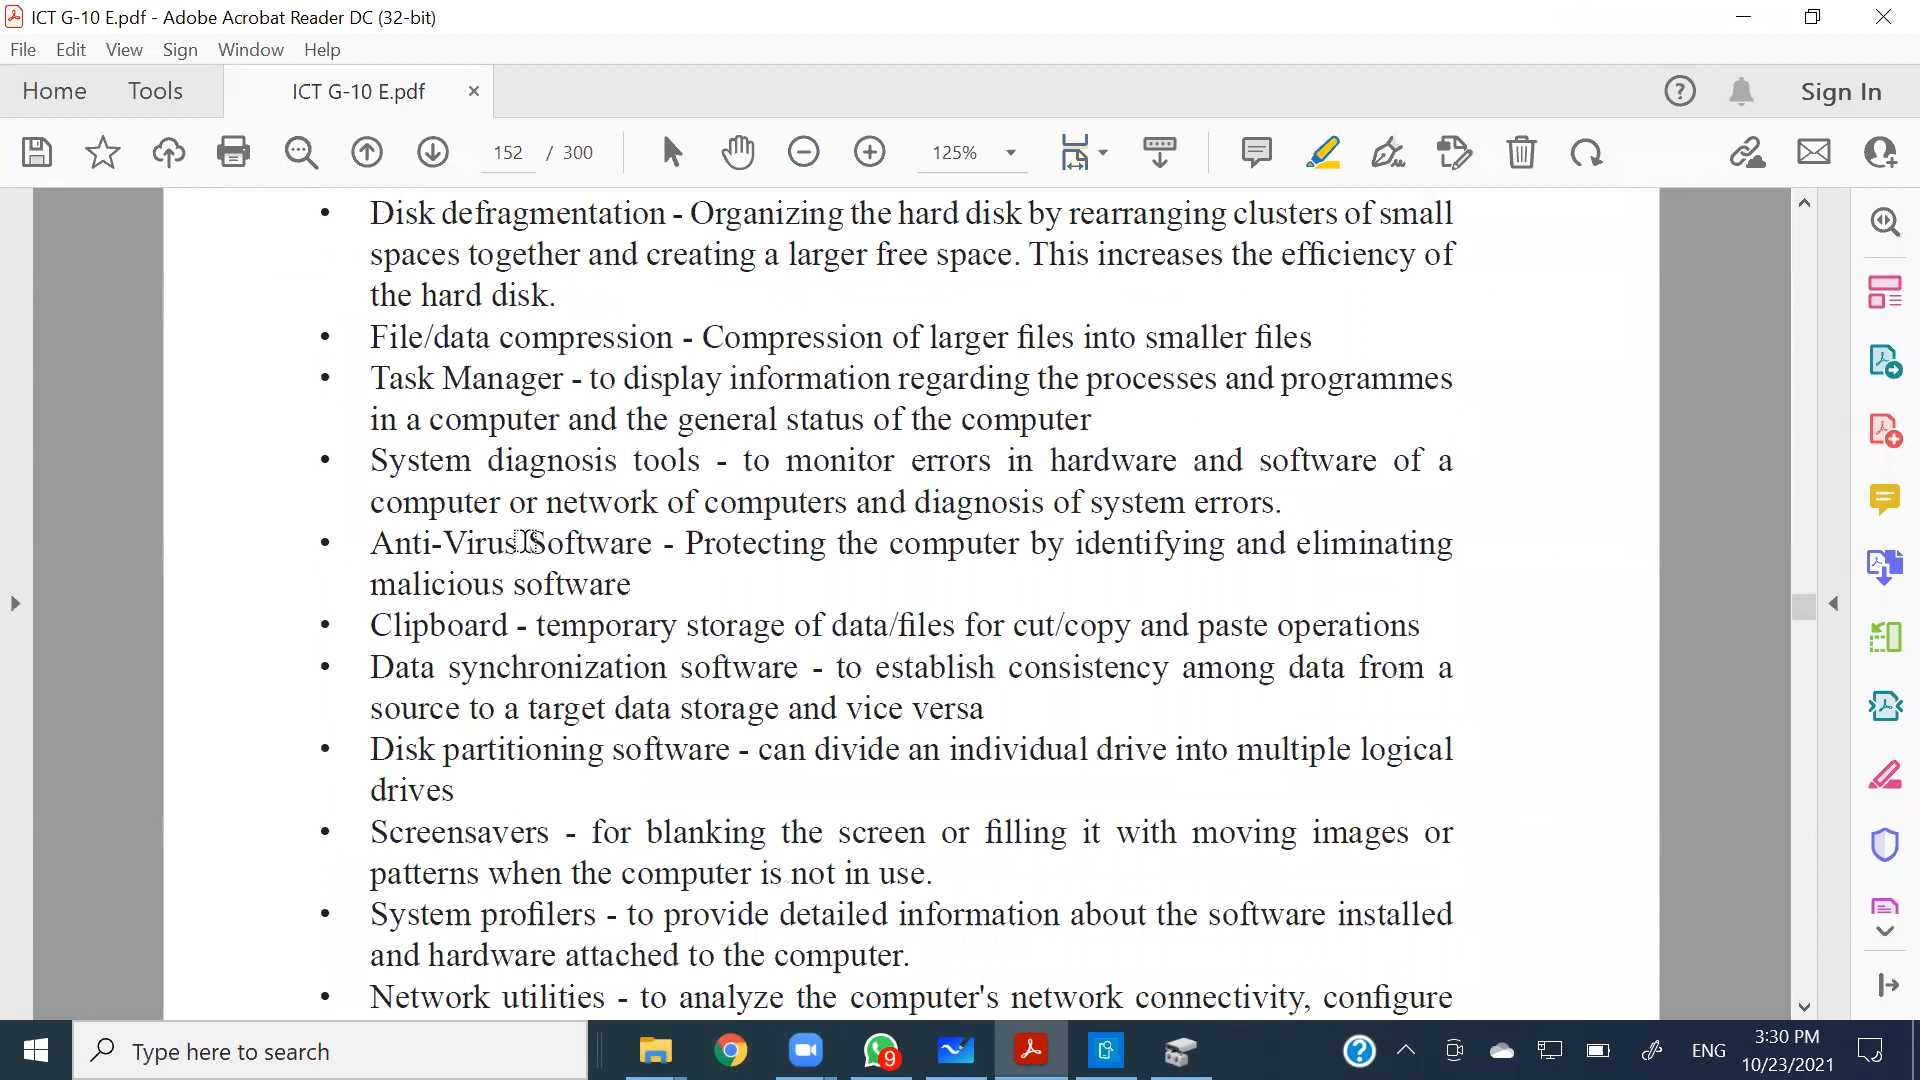 ICT G-10 E.pdf - Adobe Acrobat Reader DC (32-bit)
File Edit View Sign Window Help
Home Tools ICT G-10 E.pdf × Sign In
152 / 300 125%
• Disk defragmentation - Organizing the hard disk by rearranging clusters of small
spaces together and creating a larger free space. This increases the efficiency of
the hard disk.
• File/data compression - Compression of larger files into smaller files
• Task Manager - to display information regarding the processes and programmes
in a computer and the general status of the computer
• System diagnosis tools - to monitor errors in hardware and software of a
computer or network of computers and diagnosis of system errors.
• Anti-Virus Software - Protecting the computer by identifying and eliminating
malicious software
• Clipboard - temporary storage of data/files for cut/copy and paste operations
• Data synchronization software - to establish consistency among data from a
source to a target data storage and vice versa
• Disk partitioning software - can divide an individual drive into multiple logical
drives
• Screensavers - for blanking the screen or filling it with moving images or
patterns when the computer is not in use.
• System profilers - to provide detailed information about the software installed
and hardware attached to the computer.
• Network utilities - to analyze the computer's network connectivity, configure
Type here to search
9
ENG
3:30 PM
10/23/2021